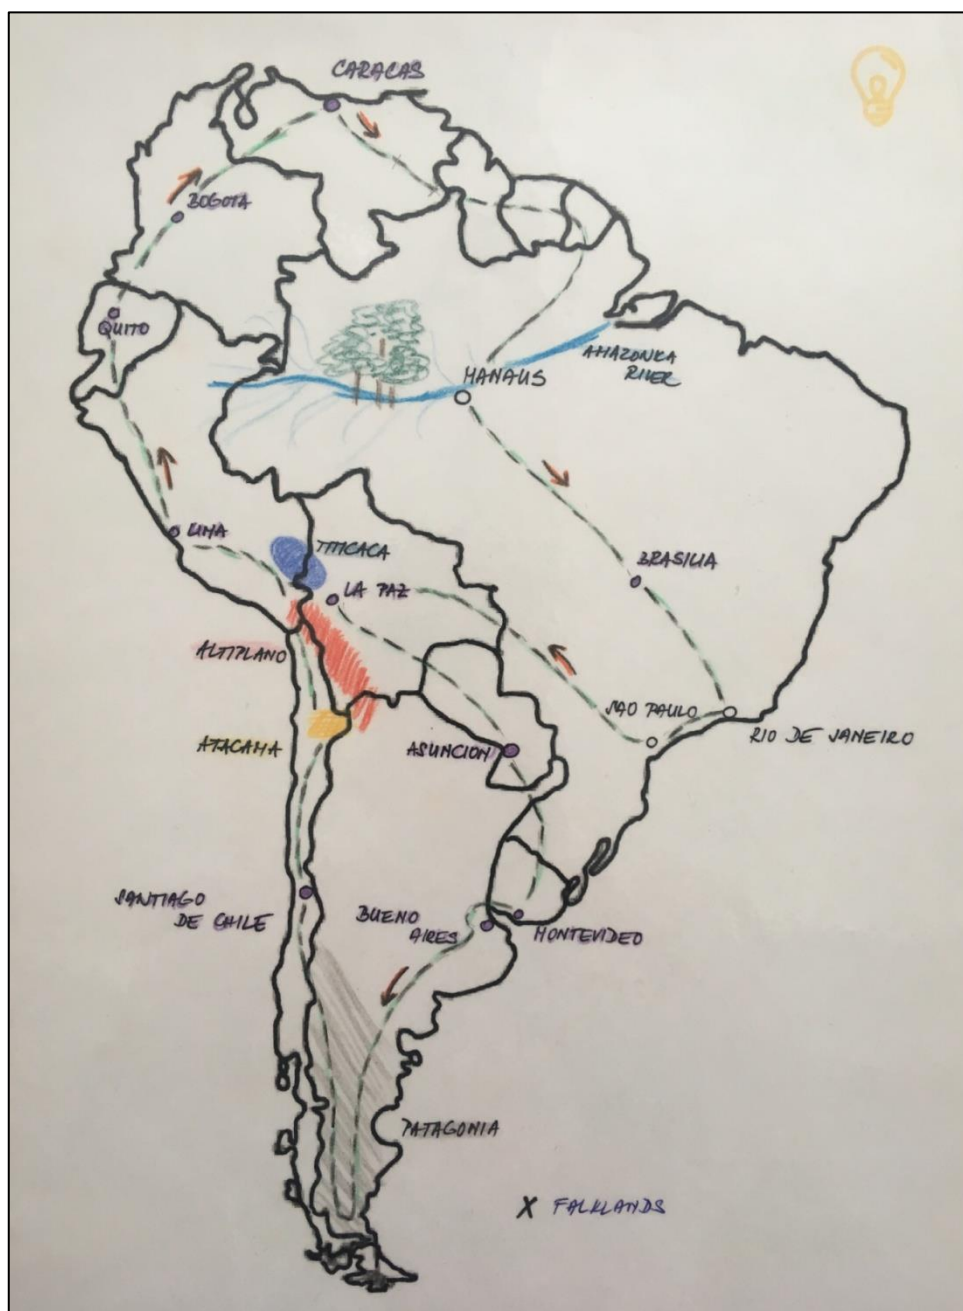 CARACAS
BOGOTA
QUITO
MANAUS
AMAZONKA
RIVER
LIMA
TITICACA
LA PAZ
BRASILIA
ALTIPLANO
SAO PAULO
RIO DE JANEIRO
ATACAMA
ASUNCION
SANTIAGO
DE CHILE
BUENO
AIRES
MONTEVIDEO
PATAGONIA
X FALKLANDS